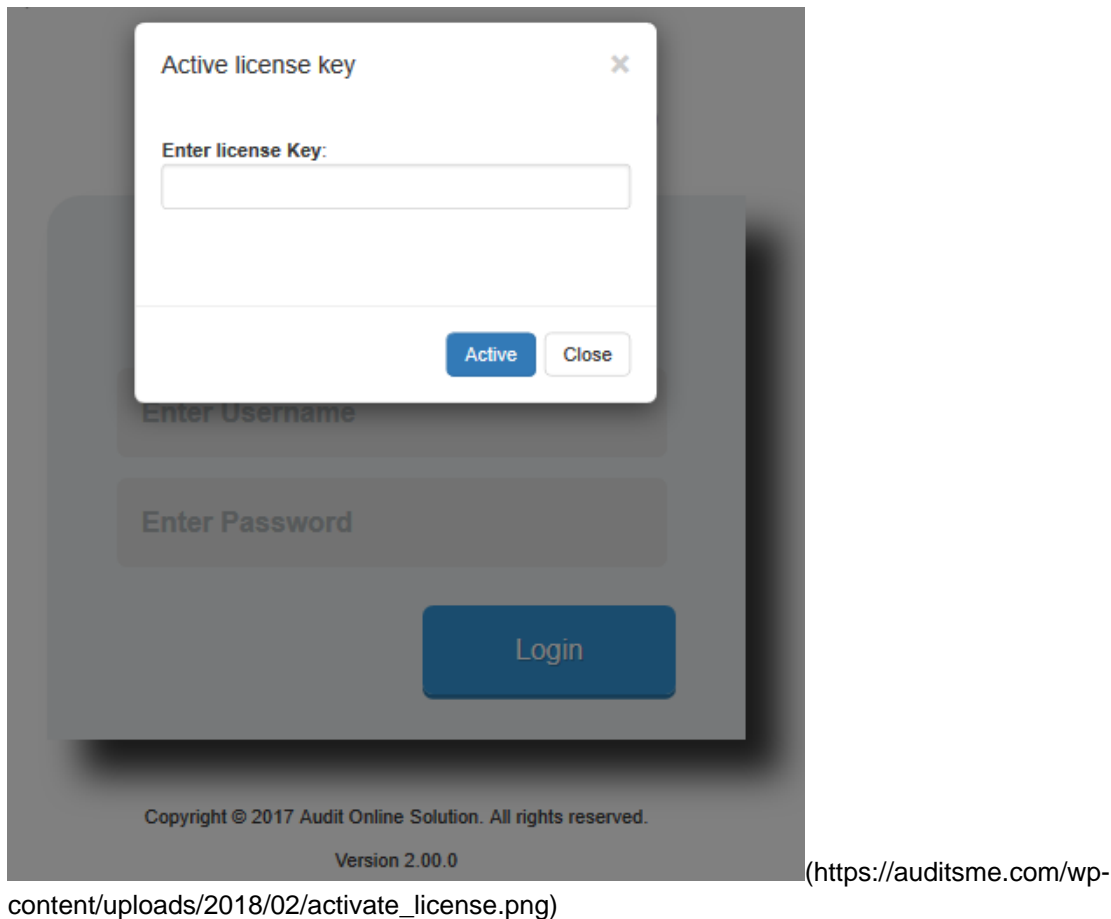 Active license key
×
Enter license Key:
Active Close
Enter Username
Enter Password
Login
Copyright © 2017 Audit Online Solution. All rights reserved.
Version 2.00.0
(https://auditsme.com/wp-
content/uploads/2018/02/activate_license.png)